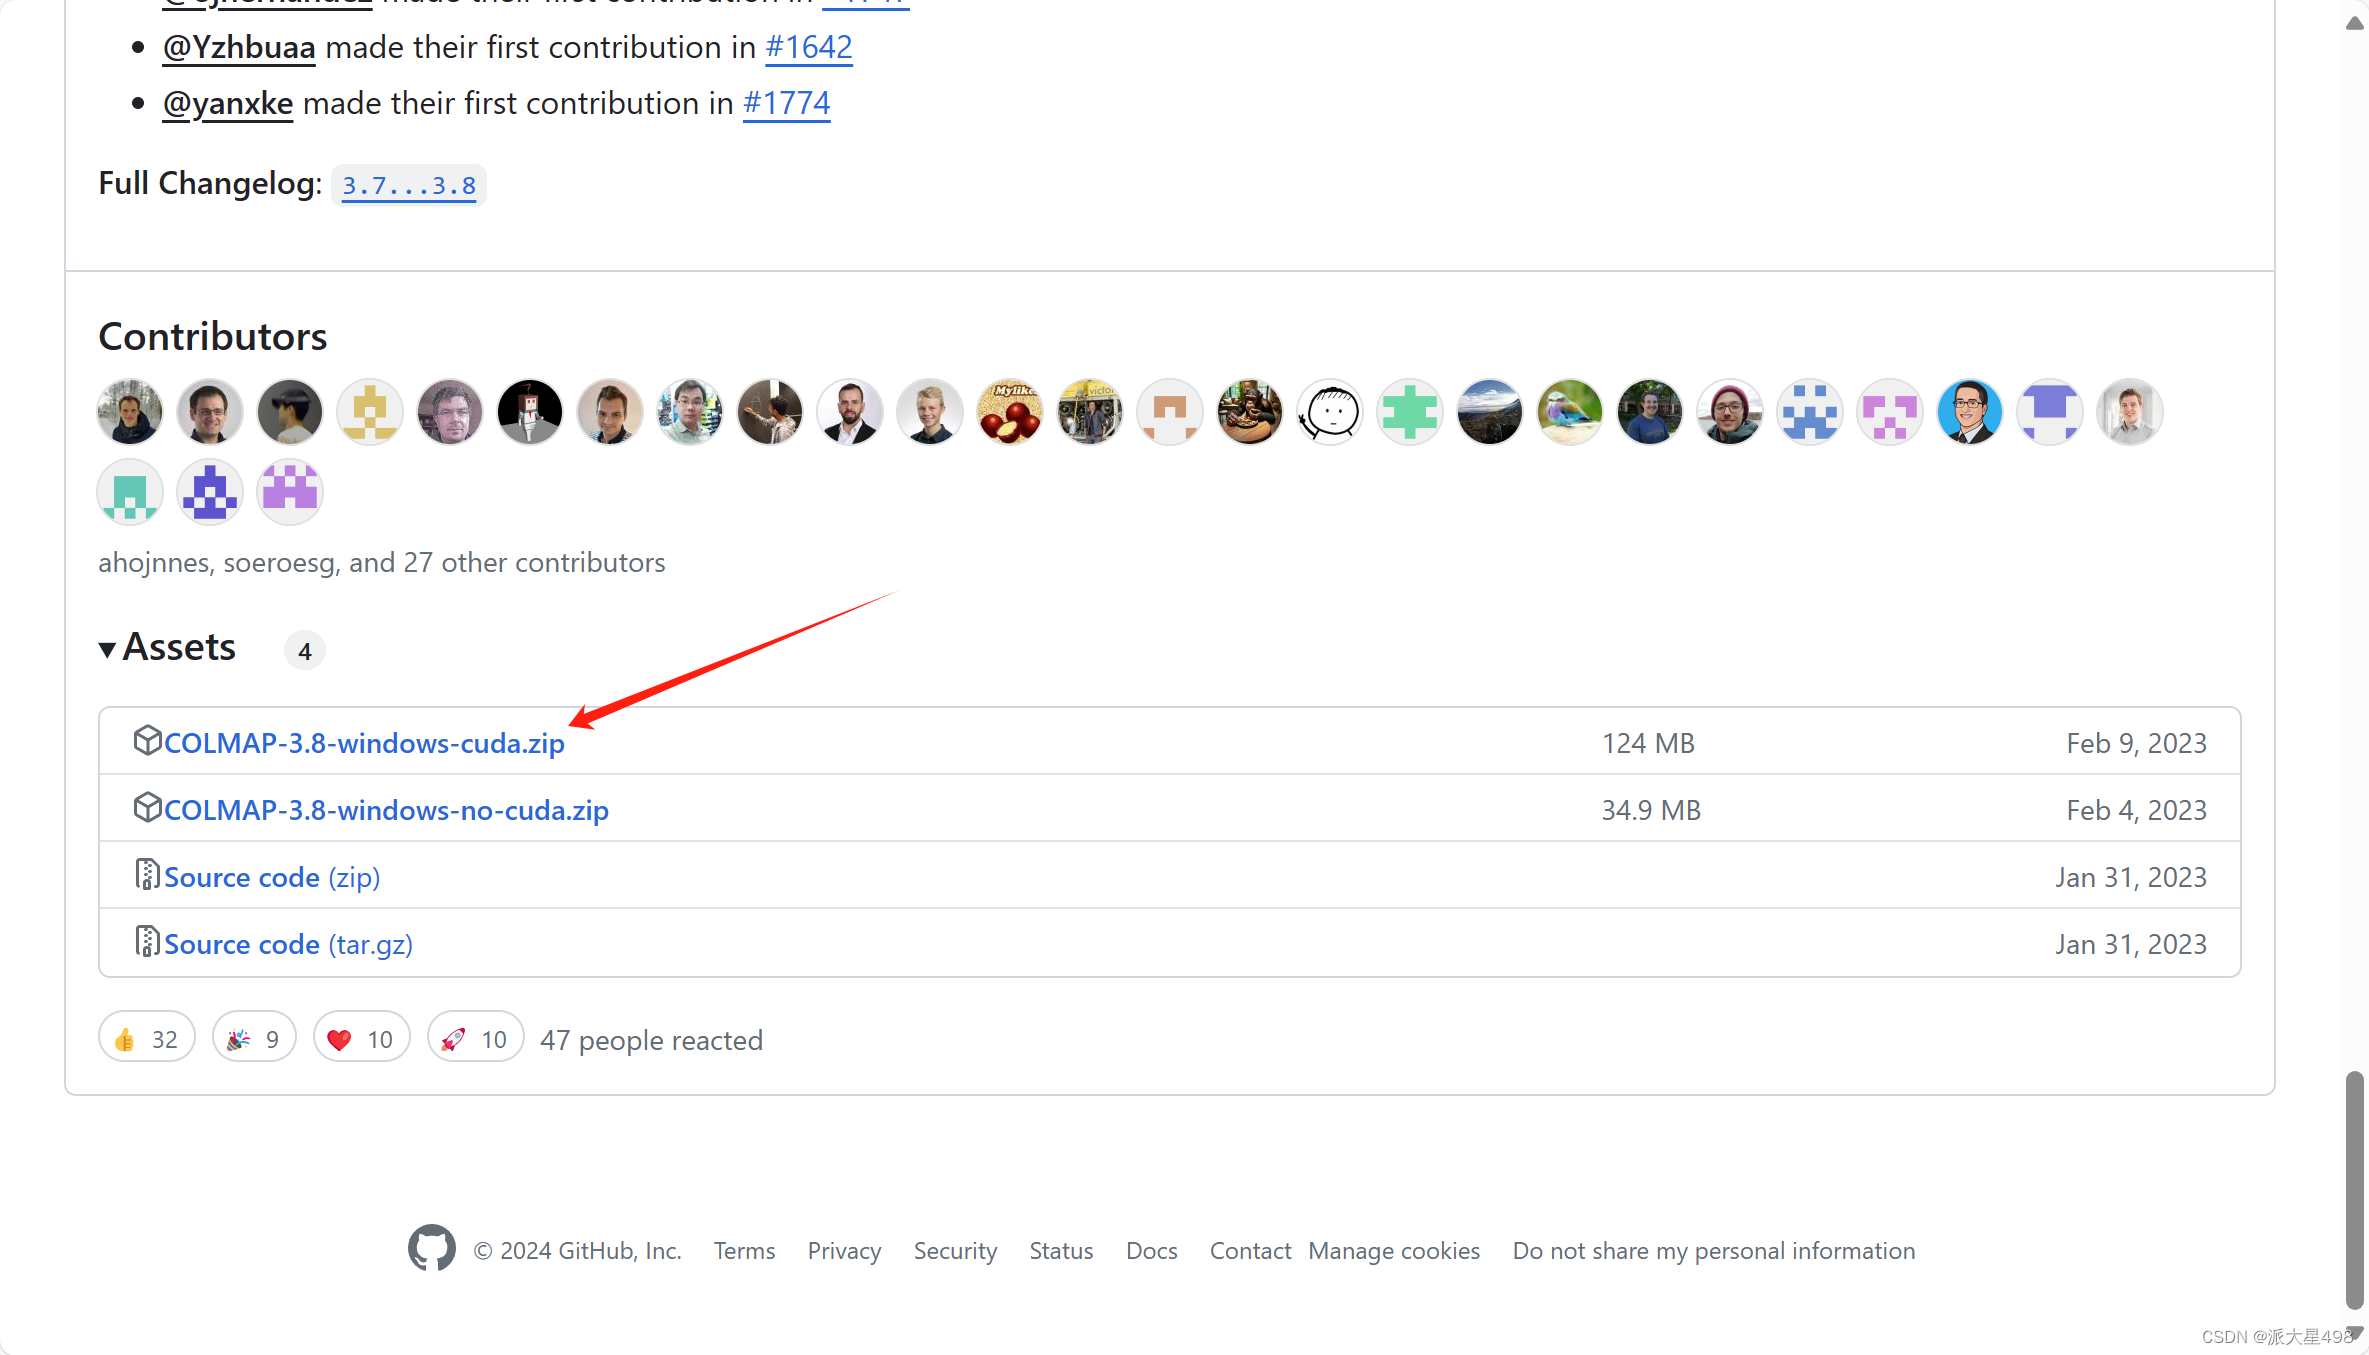 made their first contribution in
@Yzhbuaa made their first contribution in #1642
@yanxke made their first contribution in #1774
Full Changelog: 3.7...3.8
Contributors
Mylike
victor
ahojnnes, soeroesg, and 27 other contributors
Assets 4
COLMAP-3.8-windows-cuda.zip 124 MB Feb 9, 2023
COLMAP-3.8-windows-no-cuda.zip 34.9 MB Feb 4, 2023
Source code (zip) Jan 31, 2023
Source code (tar.gz) Jan 31, 2023
32 9 10 10 47 people reacted
© 2024 GitHub, Inc. Terms Privacy Security Status Docs Contact Manage cookies Do not share my personal information
CSDN @派大星498